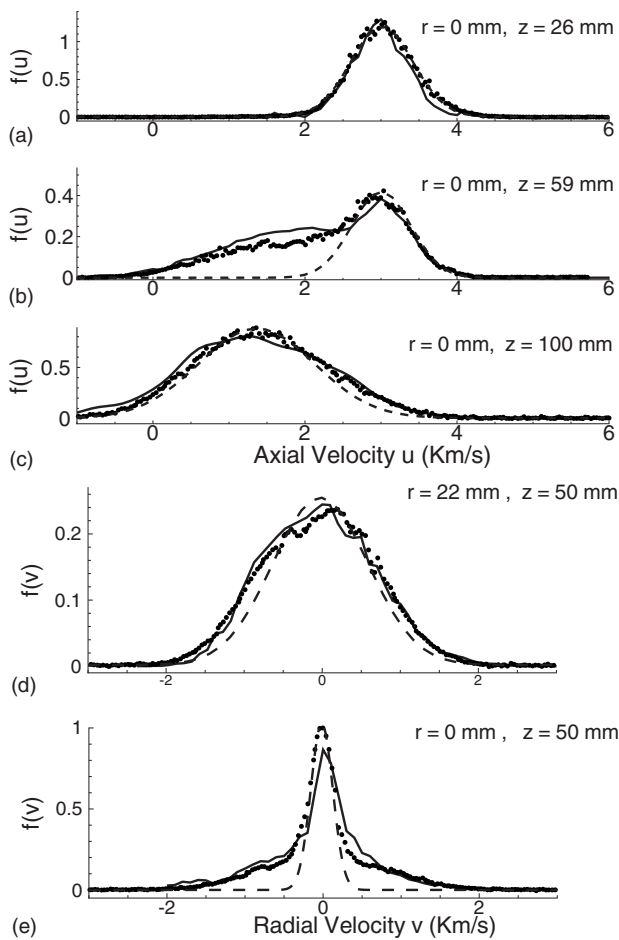 f(u)
1
0.5
0
r = 0 mm, z = 26 mm
0 2 4 6
(a)
f(u)
0.4
0.2
0
r = 0 mm, z = 59 mm
0 2 4 6
(b)
f(u)
0.5
0
r = 0 mm, z = 100 mm
0 2 4 6
(c)
Axial Velocity u (Km/s)
f(v)
0.2
0.1
0
r = 22 mm , z = 50 mm
-2 0 2
(d)
f(v)
1
0.5
0
r = 0 mm , z = 50 mm
-2 0 2
(e)
Radial Velocity v (Km/s)